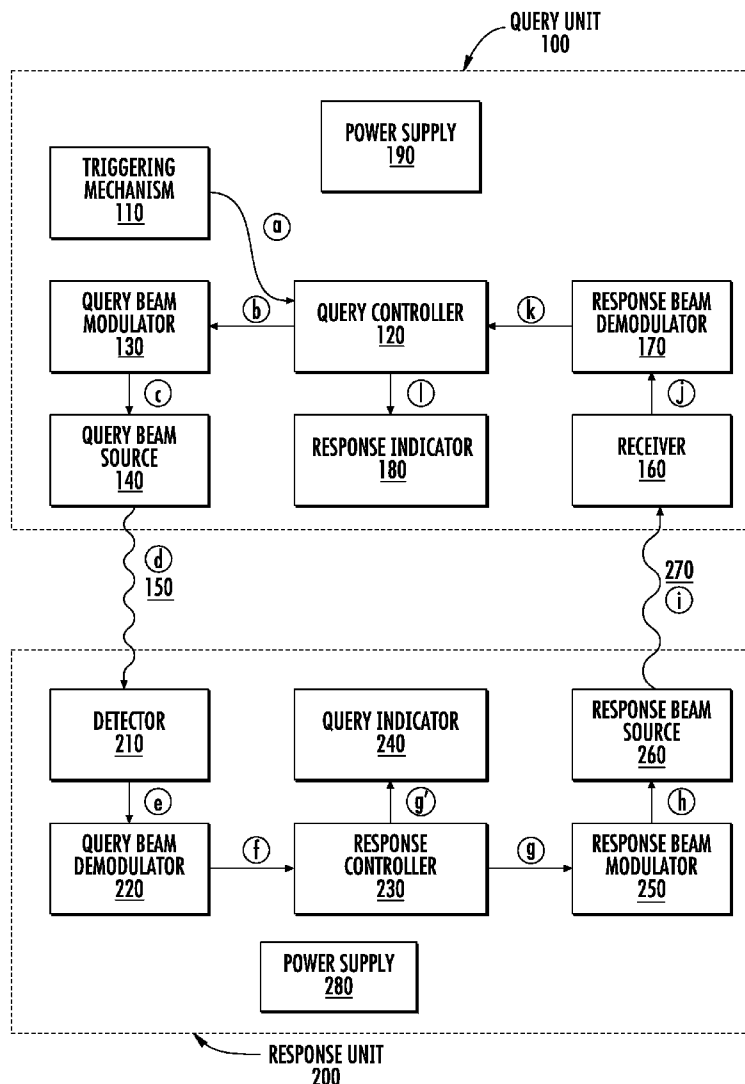 QUERY UNIT
100
POWER SUPPLY
190
TRIGGERING
MECHANISM
110
a
QUERY BEAM
MODULATOR
130
b
QUERY CONTROLLER
120
k
RESPONSE BEAM
DEMODULATOR
170
c
l
j
QUERY BEAM
SOURCE
140
RESPONSE INDICATOR
180
RECEIVER
160
d
150
270
i
DETECTOR
210
QUERY INDICATOR
240
RESPONSE BEAM
SOURCE
260
e
g'
h
QUERY BEAM
DEMODULATOR
220
f
RESPONSE
CONTROLLER
230
g
RESPONSE BEAM
MODULATOR
250
POWER SUPPLY
280
RESPONSE UNIT
200